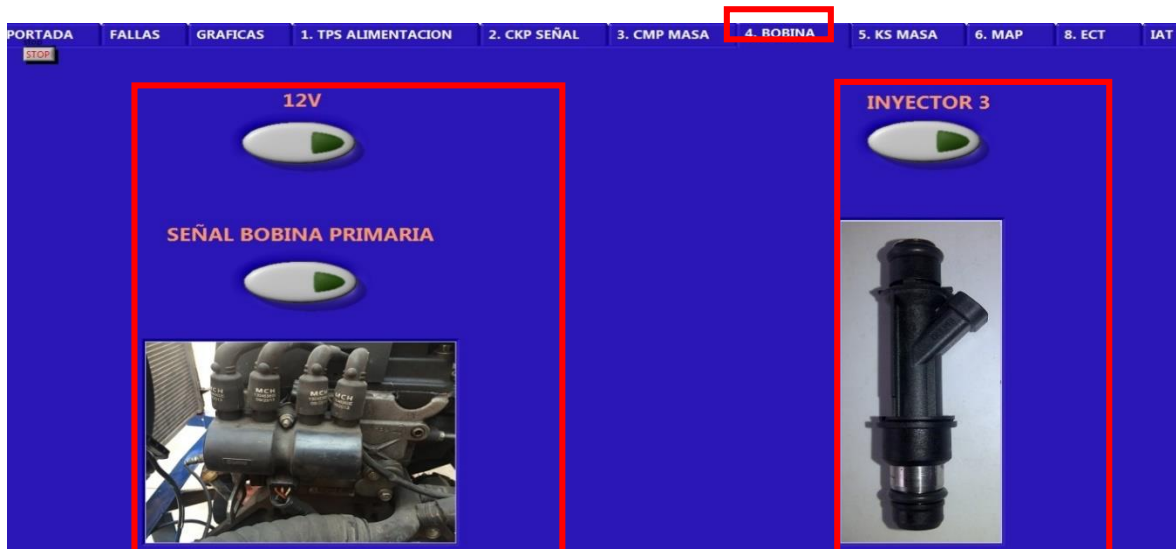 PORTADA FALLAS GRAFICAS 1. TPS ALIMENTACION 2. CKP SEÑAL 3. CMP MASA 4. BOBINA 5. KS MASA 6. MAP 8. ECT IAT
STOP
12V
INYECTOR 3
SEÑAL BOBINA PRIMARIA
MCH
MCH
MCH